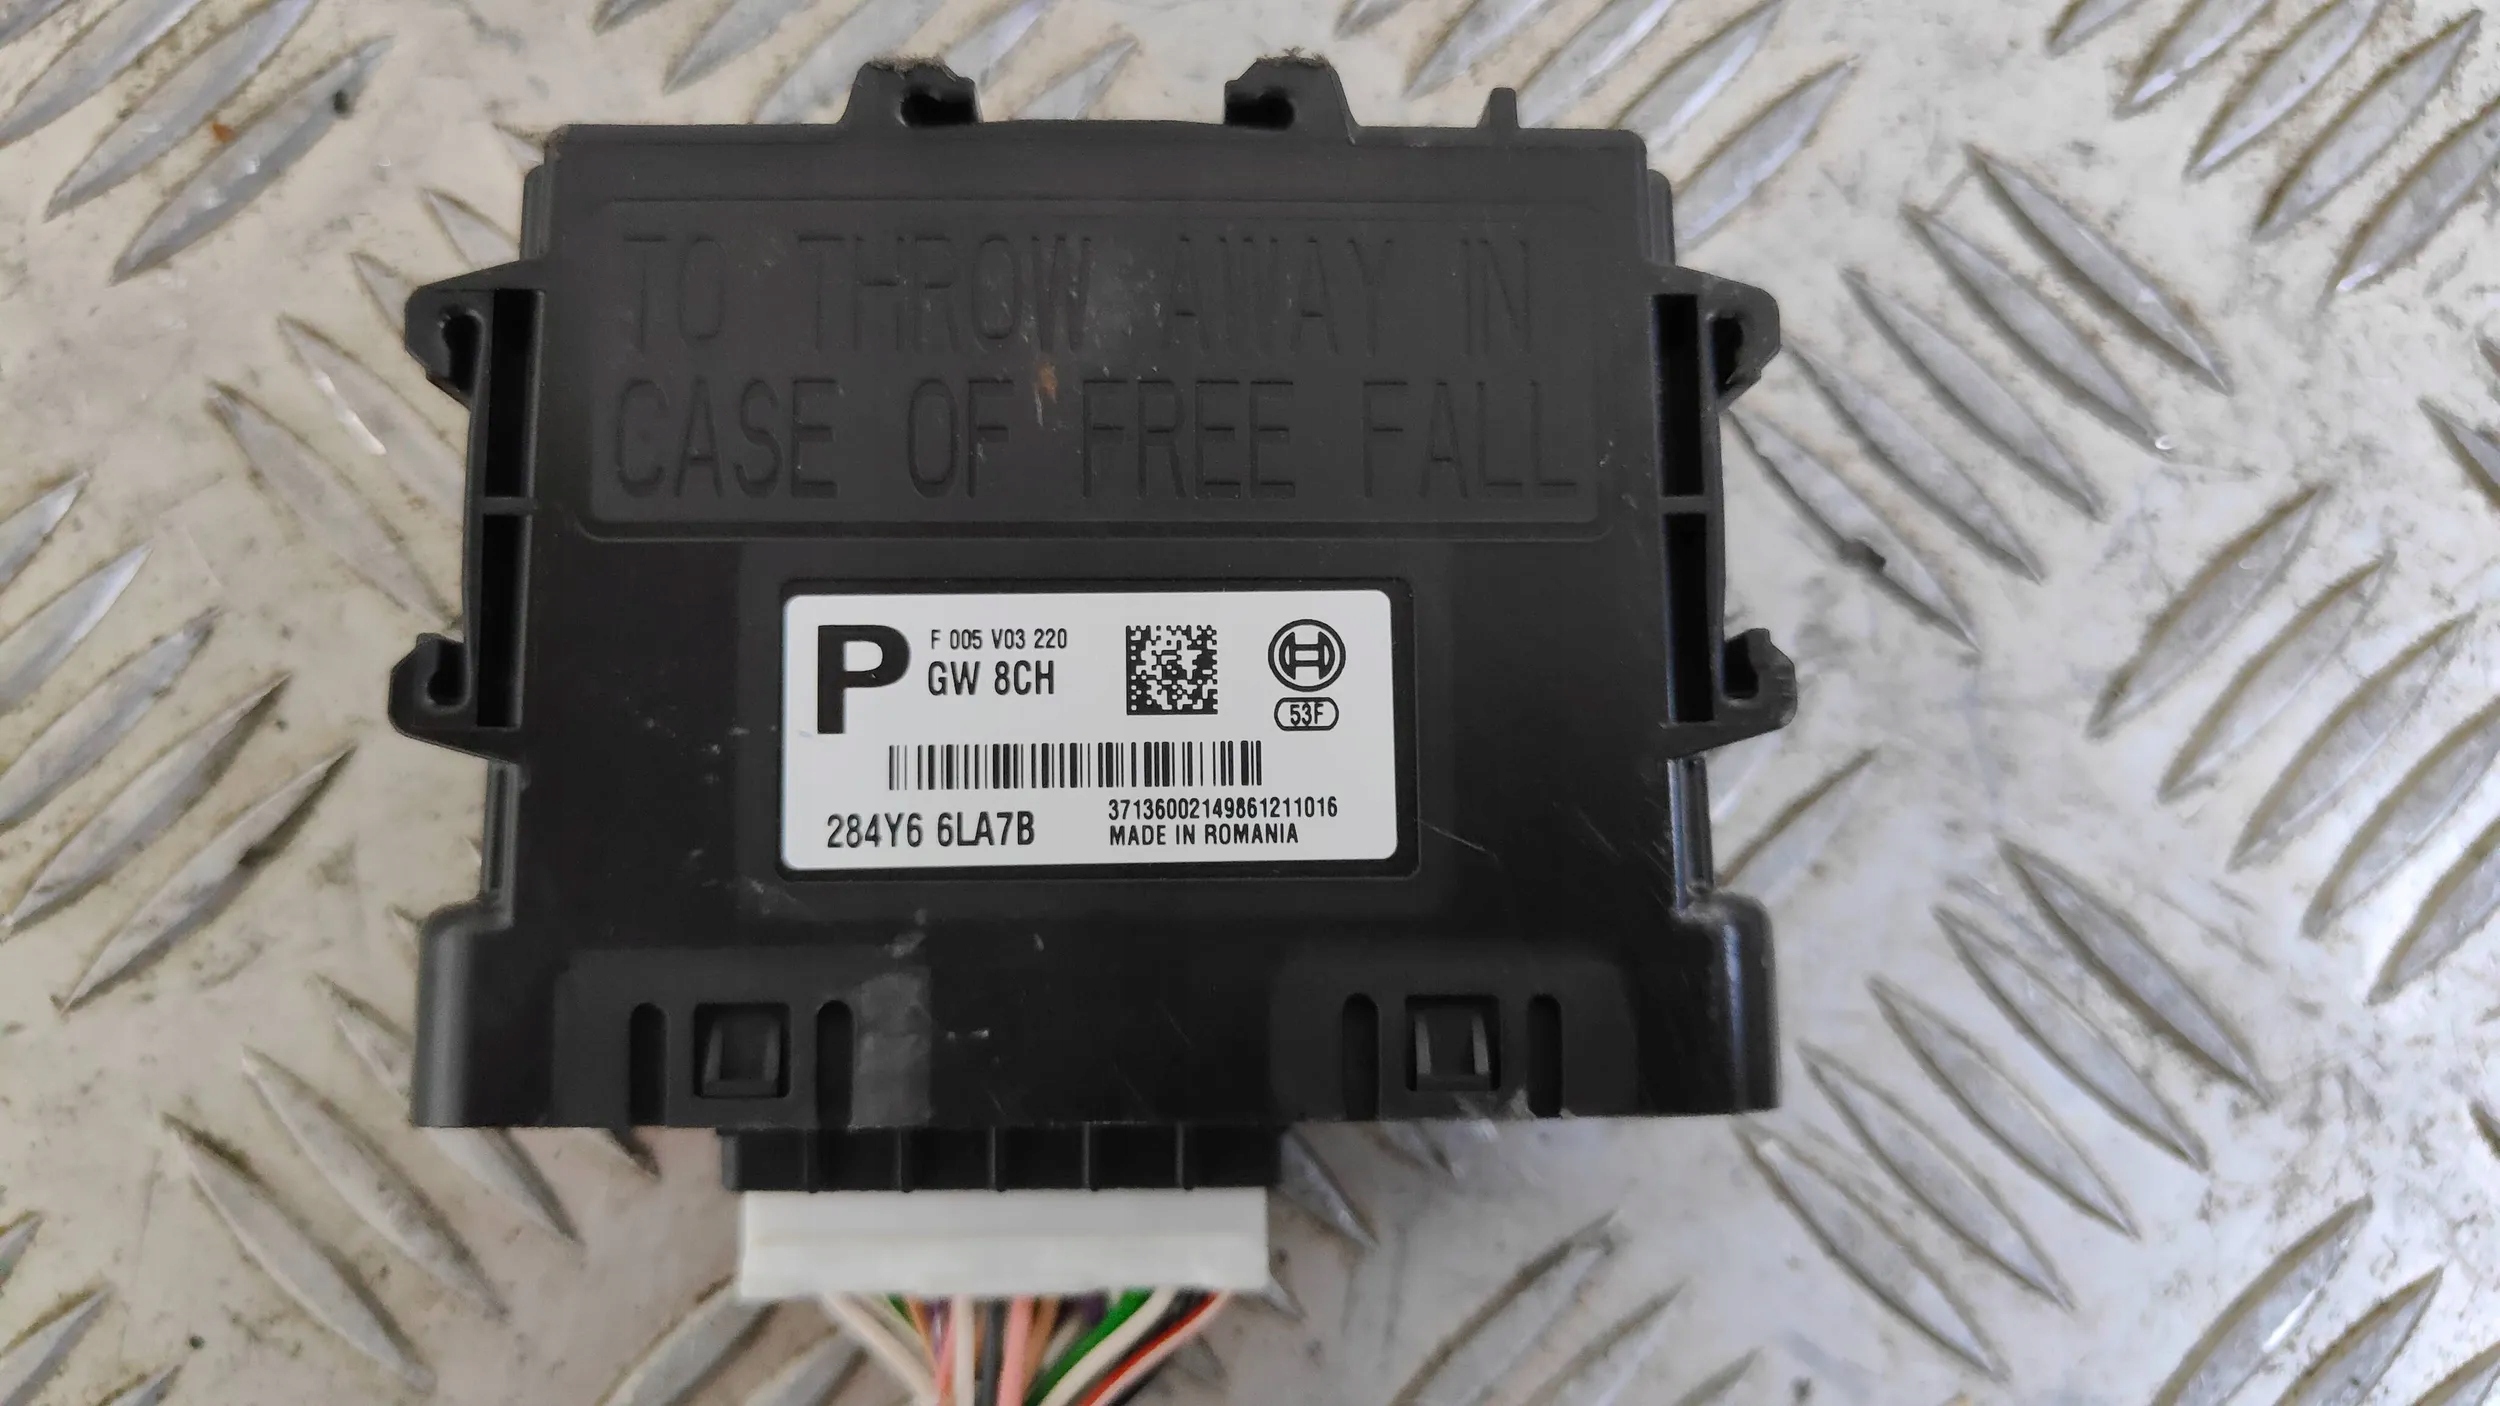 TO THROW AWAY IN
CASE OF FREE FALL
P
F 005 V03 220
GW 8CH
53F
284Y6 6LA7B
37136002149861211016
MADE IN ROMANIA